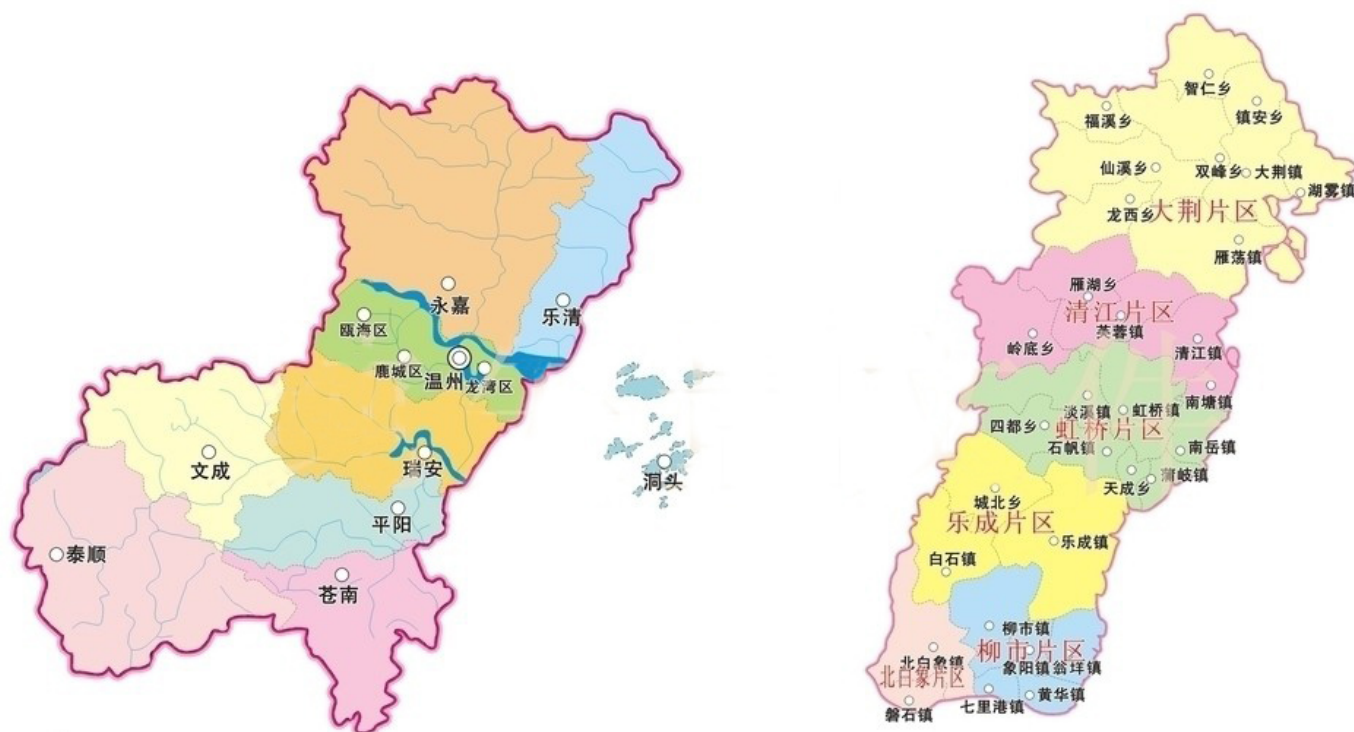 永嘉
乐清
瓯海区
鹿城区
温州
龙湾区
文成
瑞安
洞头
平阳
泰顺
苍南
智仁乡
福溪乡
镇安乡
仙溪乡
双峰乡
大荆镇
湖雾镇
龙西乡
大荆片区
雁荡镇
雁湖乡
清江片区
芙蓉镇
岭底乡
清江镇
南塘镇
淡溪镇
虹桥镇
四都乡
虹桥片区
石帆镇
南岳镇
天成乡
蒲岐镇
城北乡
乐成片区
乐成镇
白石镇
柳市镇
柳市片区
北白象镇
象阳镇
翁垟镇
北白象片区
七里港镇
黄华镇
磐石镇